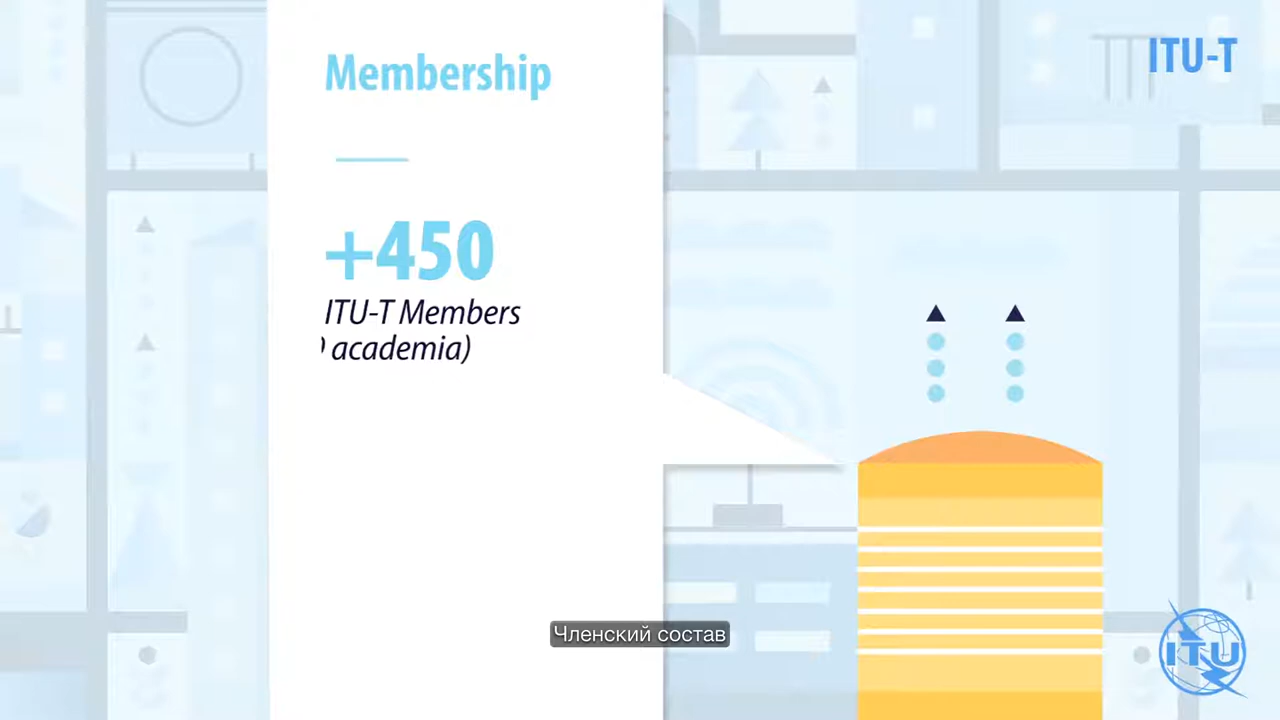 Membership
ITU-T
+450
ITU-T Members
academia)
Членский состав
ITU